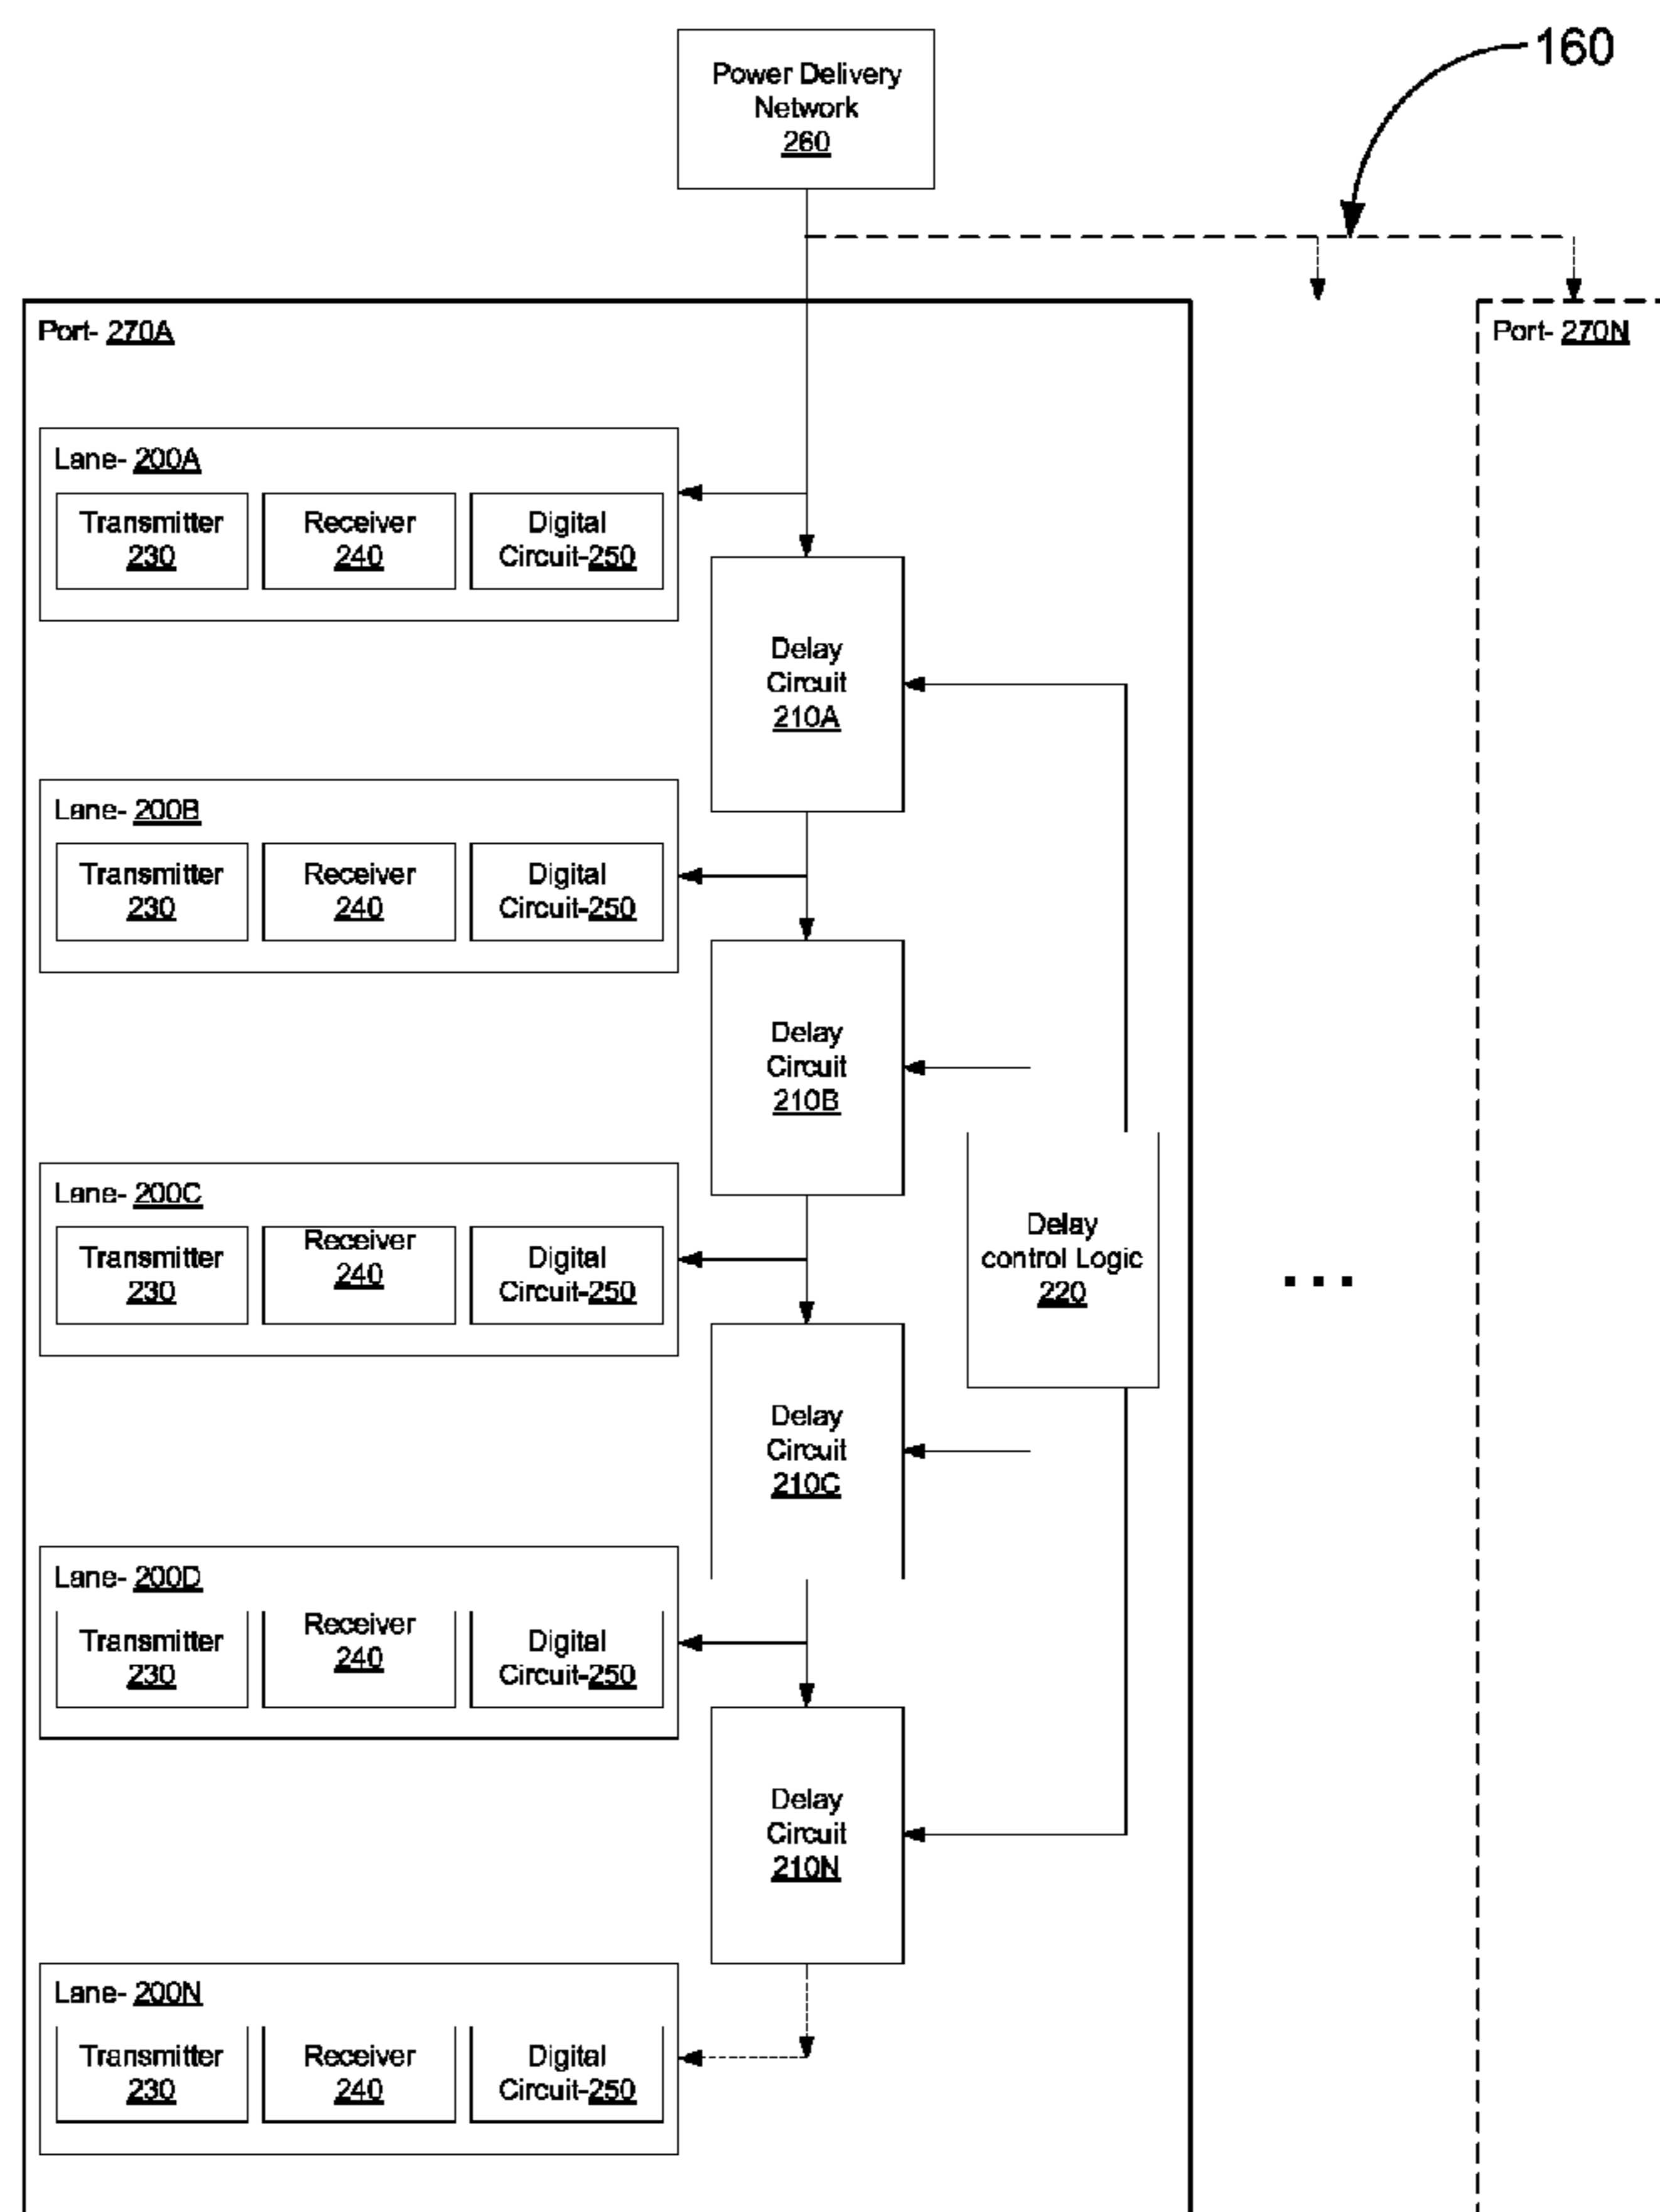 160
Power Delivery
Network
260
Port- 270A
Port- 270N
Lane- 200A
Transmitter
230
Receiver
240
Digital
Circuit-250
Delay
Circuit
210A
Lane- 200B
Transmitter
230
Receiver
240
Digital
Circuit-250
Delay
Circuit
210B
Lane- 200C
Transmitter
230
Receiver
240
Digital
Circuit-250
Delay
control Logic
220
...
Delay
Circuit
210C
Lane- 200D
Transmitter
230
Receiver
240
Digital
Circuit-250
Delay
Circuit
210N
Lane- 200N
Transmitter
230
Receiver
240
Digital
Circuit-250